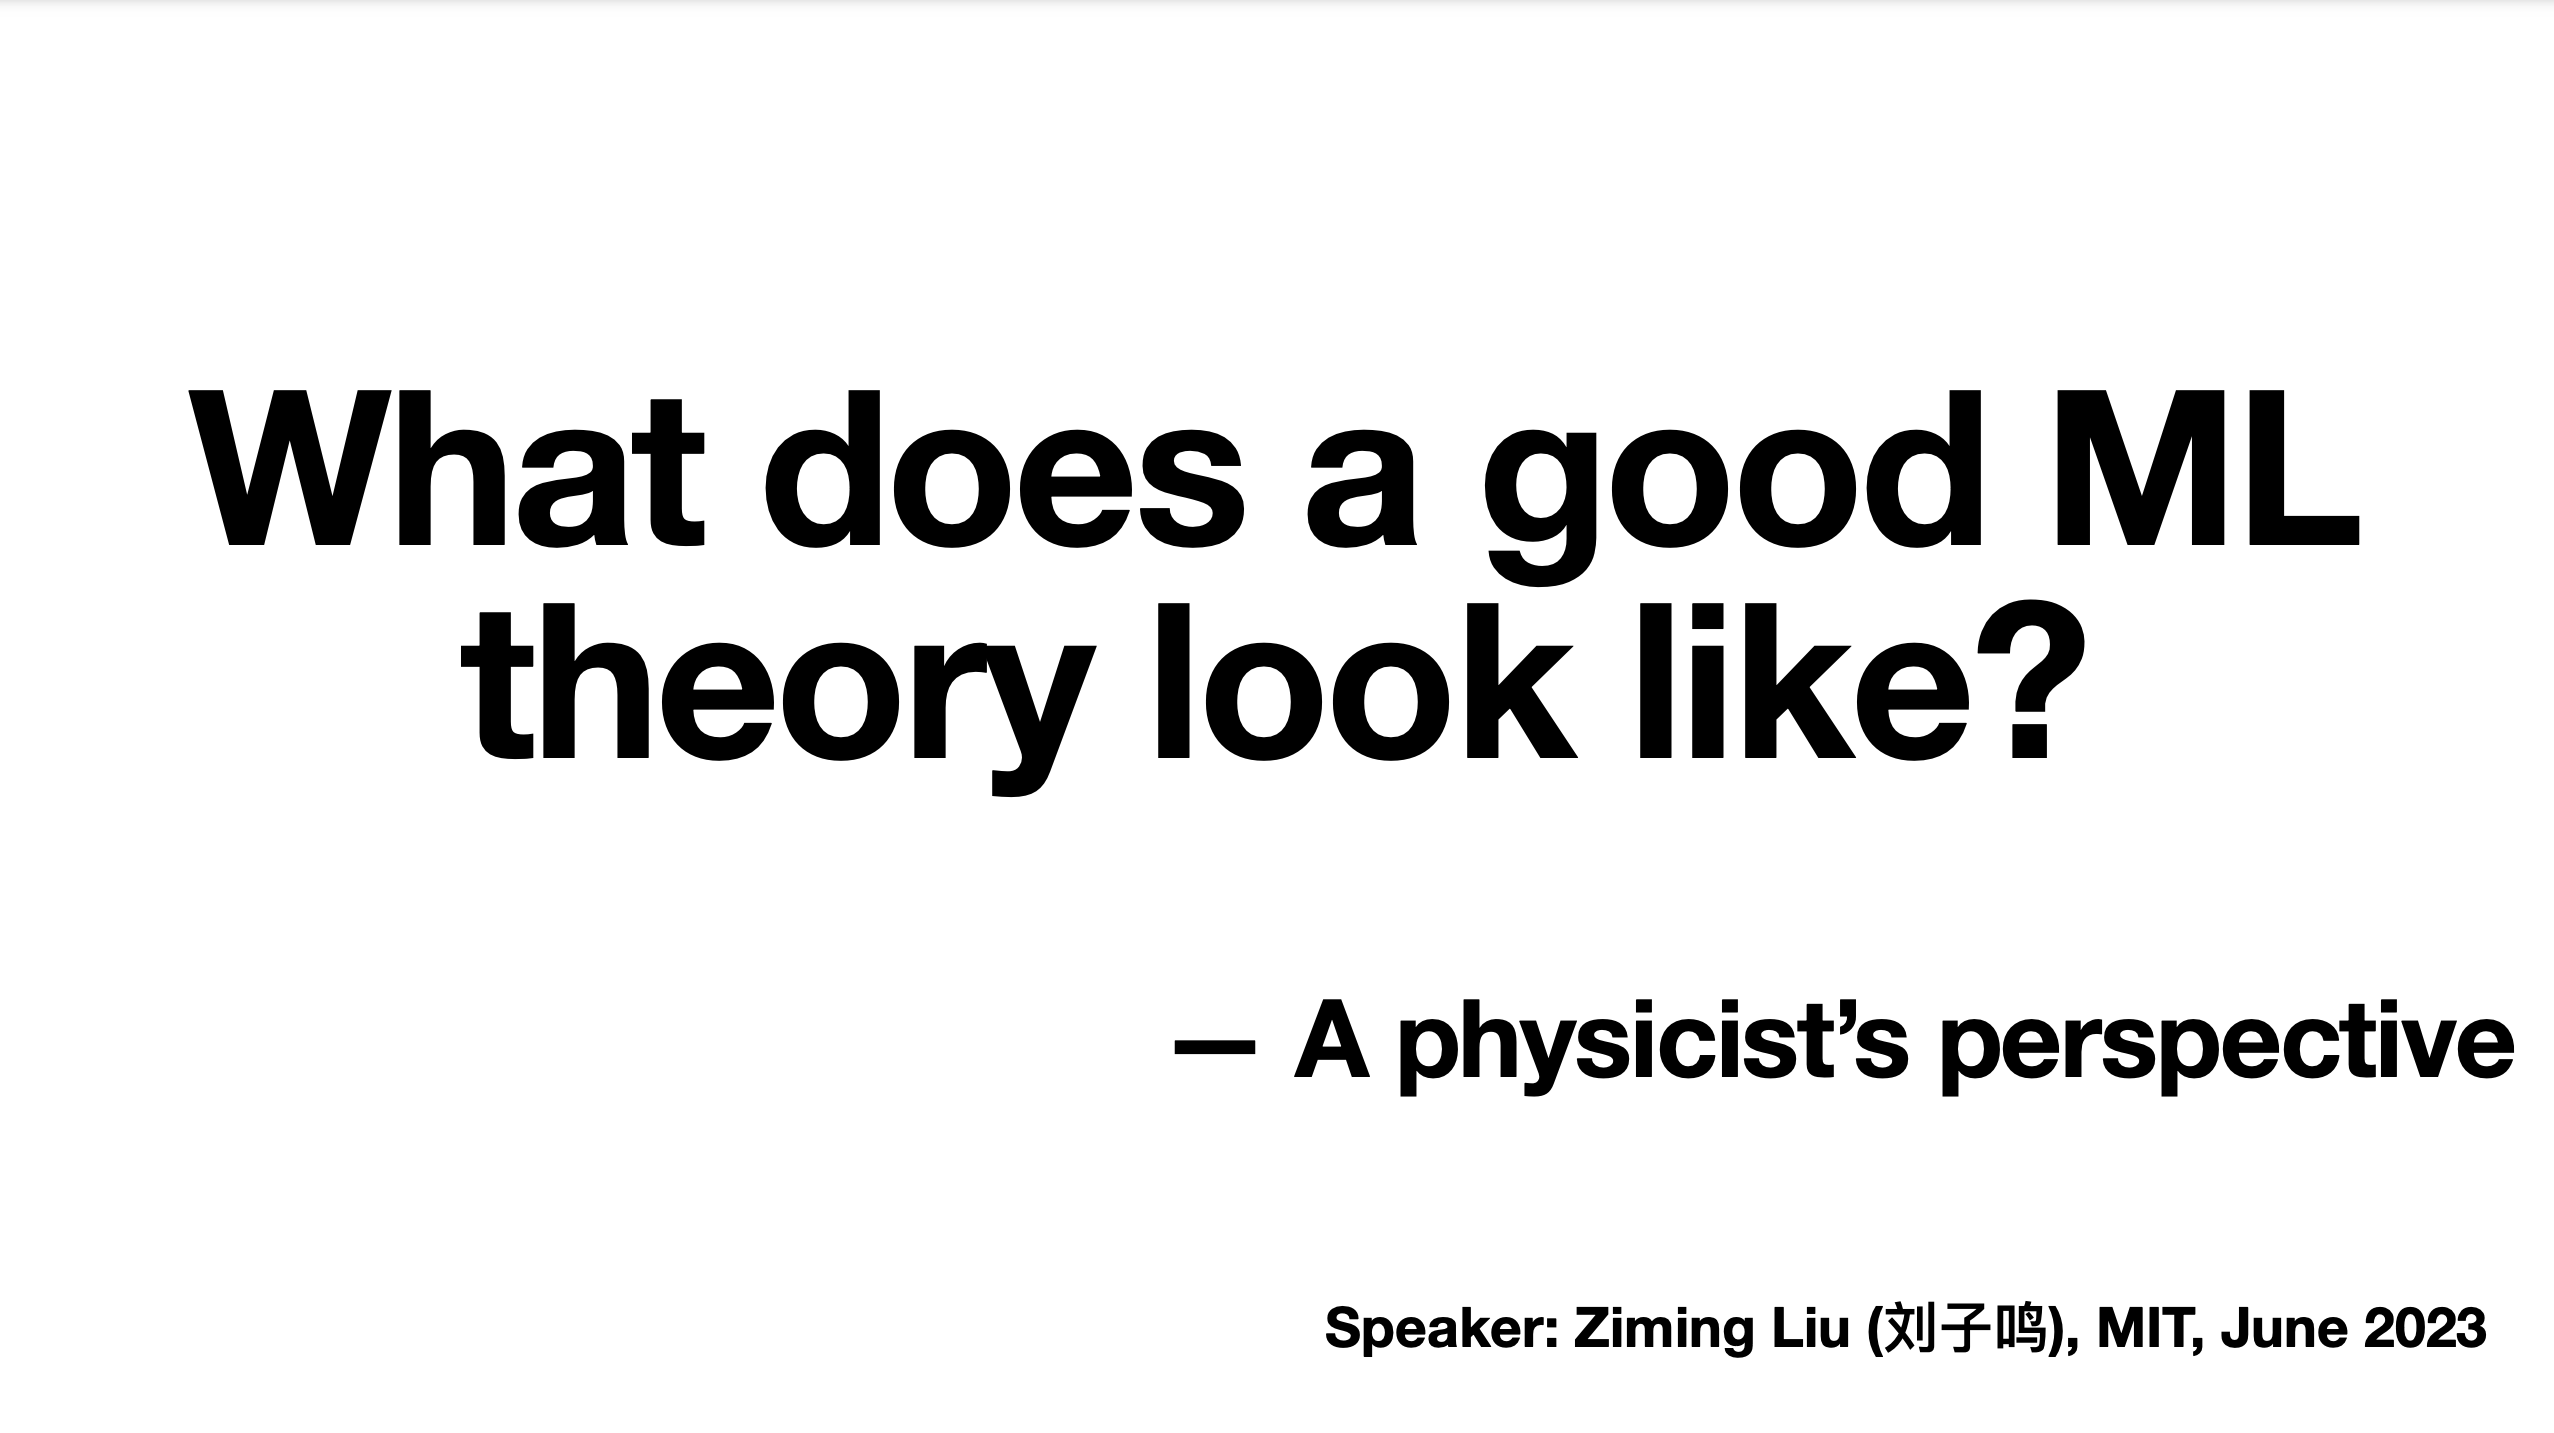 What does a good ML
theory look like?
— A physicist’s perspective
Speaker: Ziming Liu (刘子鸣), MIT, June 2023